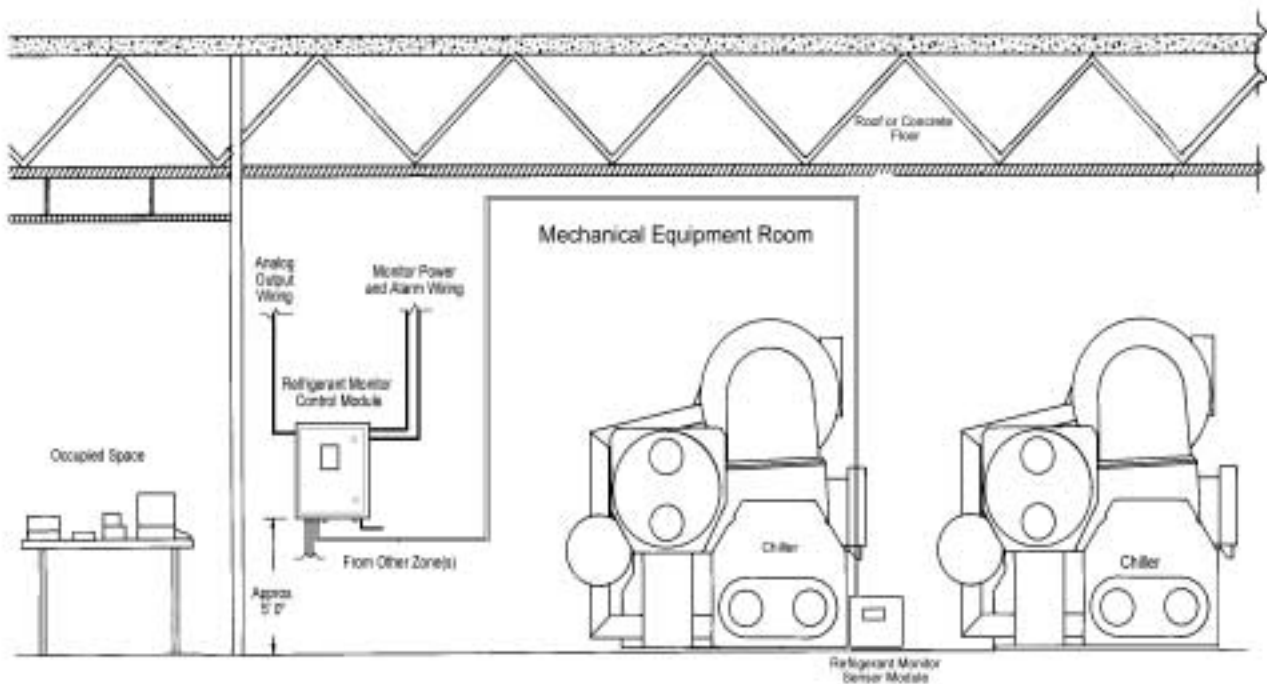 Roof or Concrete
Floor
Mechanical Equipment Room
Analog
Output
Wiring
Monitor Power
and Alarm Wiring
Refrigerant Monitor
Control Module
Occupied Space
From Other Zone(s)
Approx.
5' 0"
Chiller
Chiller
Refrigerant Monitor
Sensor Module